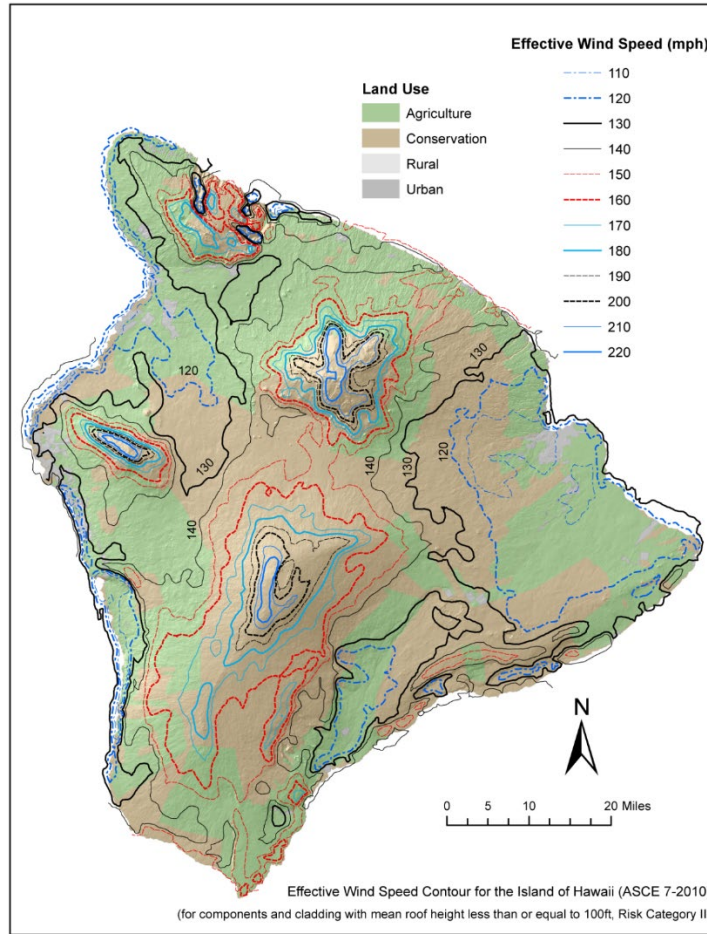 Effective Wind Speed (mph)
110
120
130
140
150
160
170
180
190
200
210
220
Land Use
Agriculture
Conservation
Rural
Urban
120
130
140
130
140
130
120
N
0 5 10 20 Miles
Effective Wind Speed Contour for the Island of Hawaii (ASCE 7-2010
(for components and cladding with mean roof height less than or equal to 100ft, Risk Category II